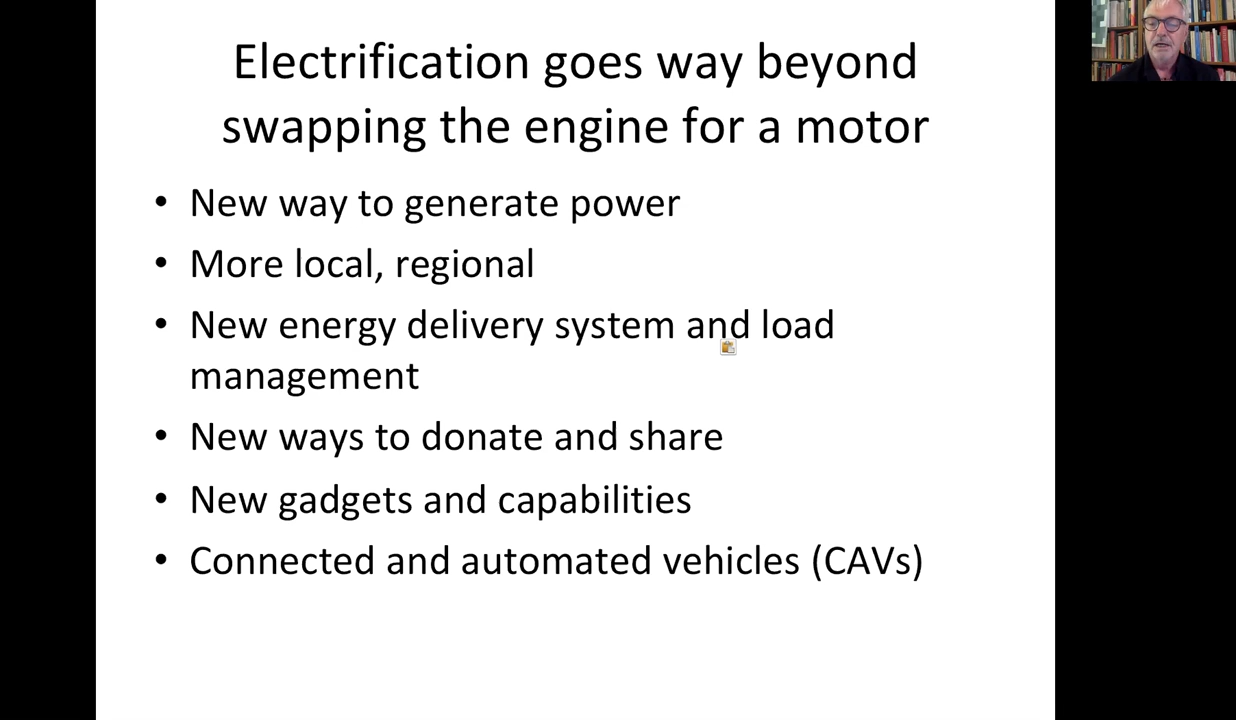 Electrification goes way beyond
swapping the engine for a motor
• New way to generate power
• More local, regional
• New energy delivery system and load
management
• New ways to donate and share
• New gadgets and capabilities
• Connected and automated vehicles (CAVs)